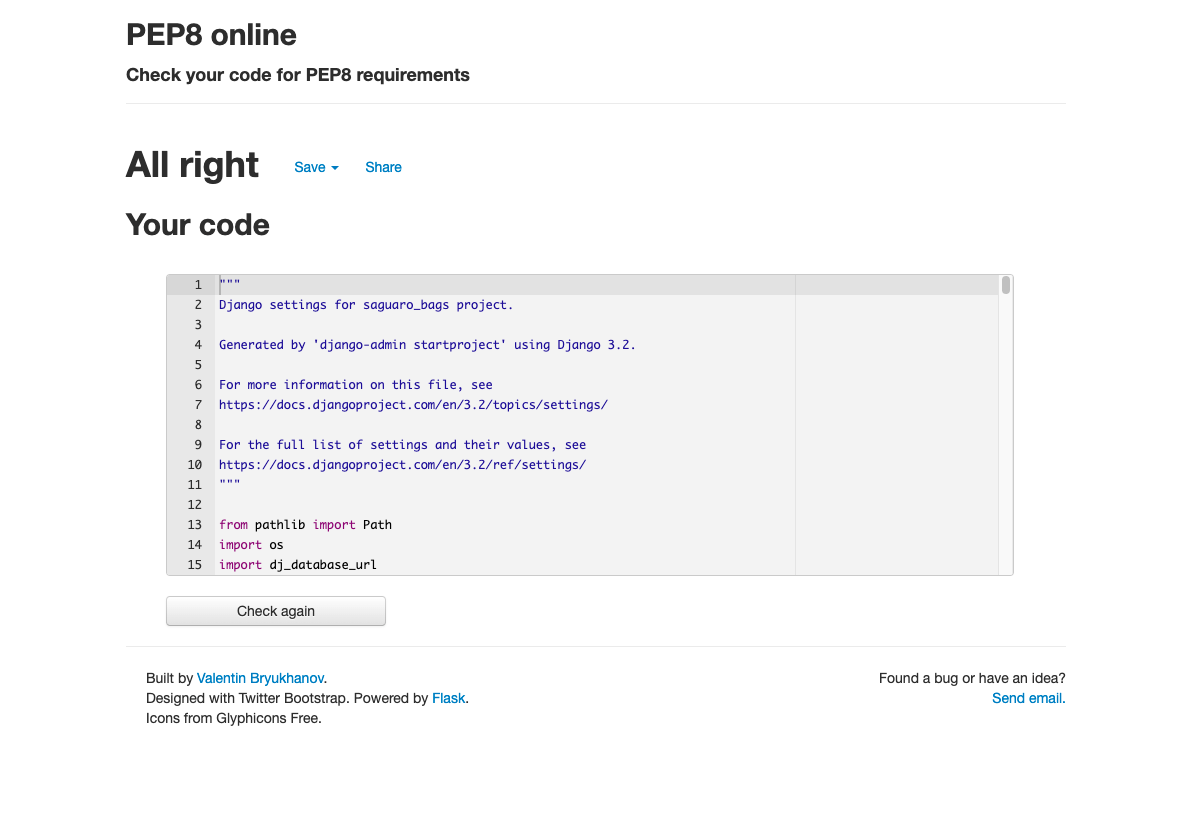 PEP8 online
Check your code for PEP8 requirements
All right Save Share
Your code
1 """
2 Django settings for saguaro_bags project.
3
4 Generated by 'django-admin startproject' using Django 3.2.
5
6 For more information on this file, see
7 https://docs.djangoproject.com/en/3.2/topics/settings/
8
9 For the full list of settings and their values, see
10 https://docs.djangoproject.com/en/3.2/ref/settings/
11 """
12
13 from pathlib import Path
14 import os
15 import dj_database_url
Check again
Built by Valentin Bryukhanov.
Designed with Twitter Bootstrap. Powered by Flask.
Icons from Glyphicons Free.
Found a bug or have an idea?
Send email.